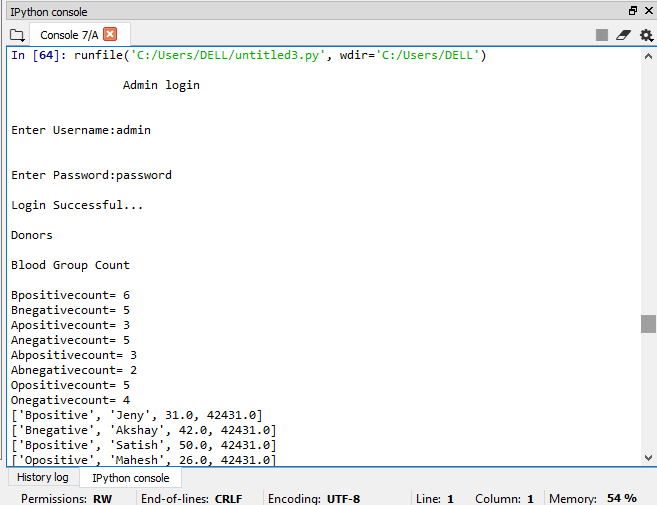 IPython console
Console 7/A
In [64]: runfile('C:/Users/DELL/untitled3.py', wdir='C:/Users/DELL')
Admin login
Enter Username:admin
Enter Password:password
Login Successful...
Donors
Blood Group Count
Bpositivecount= 6
Bnegativecount= 5
Apositivecount= 3
Anegativecount= 5
Abpositivecount= 3
Abnegativecount= 2
Opositivecount= 5
Onegativecount= 4
['Bpositive', 'Jeny', 31.0, 42431.0]
['Bnegative', 'Akshay', 42.0, 42431.0]
['Bpositive', 'Satish', 50.0, 42431.0]
['Opositive', 'Mahesh', 26.0, 42431.0]
History log IPython console
Permissions: RW End-of-lines: CRLF Encoding: UTF-8 Line: 1 Column: 1 Memory: 54 %